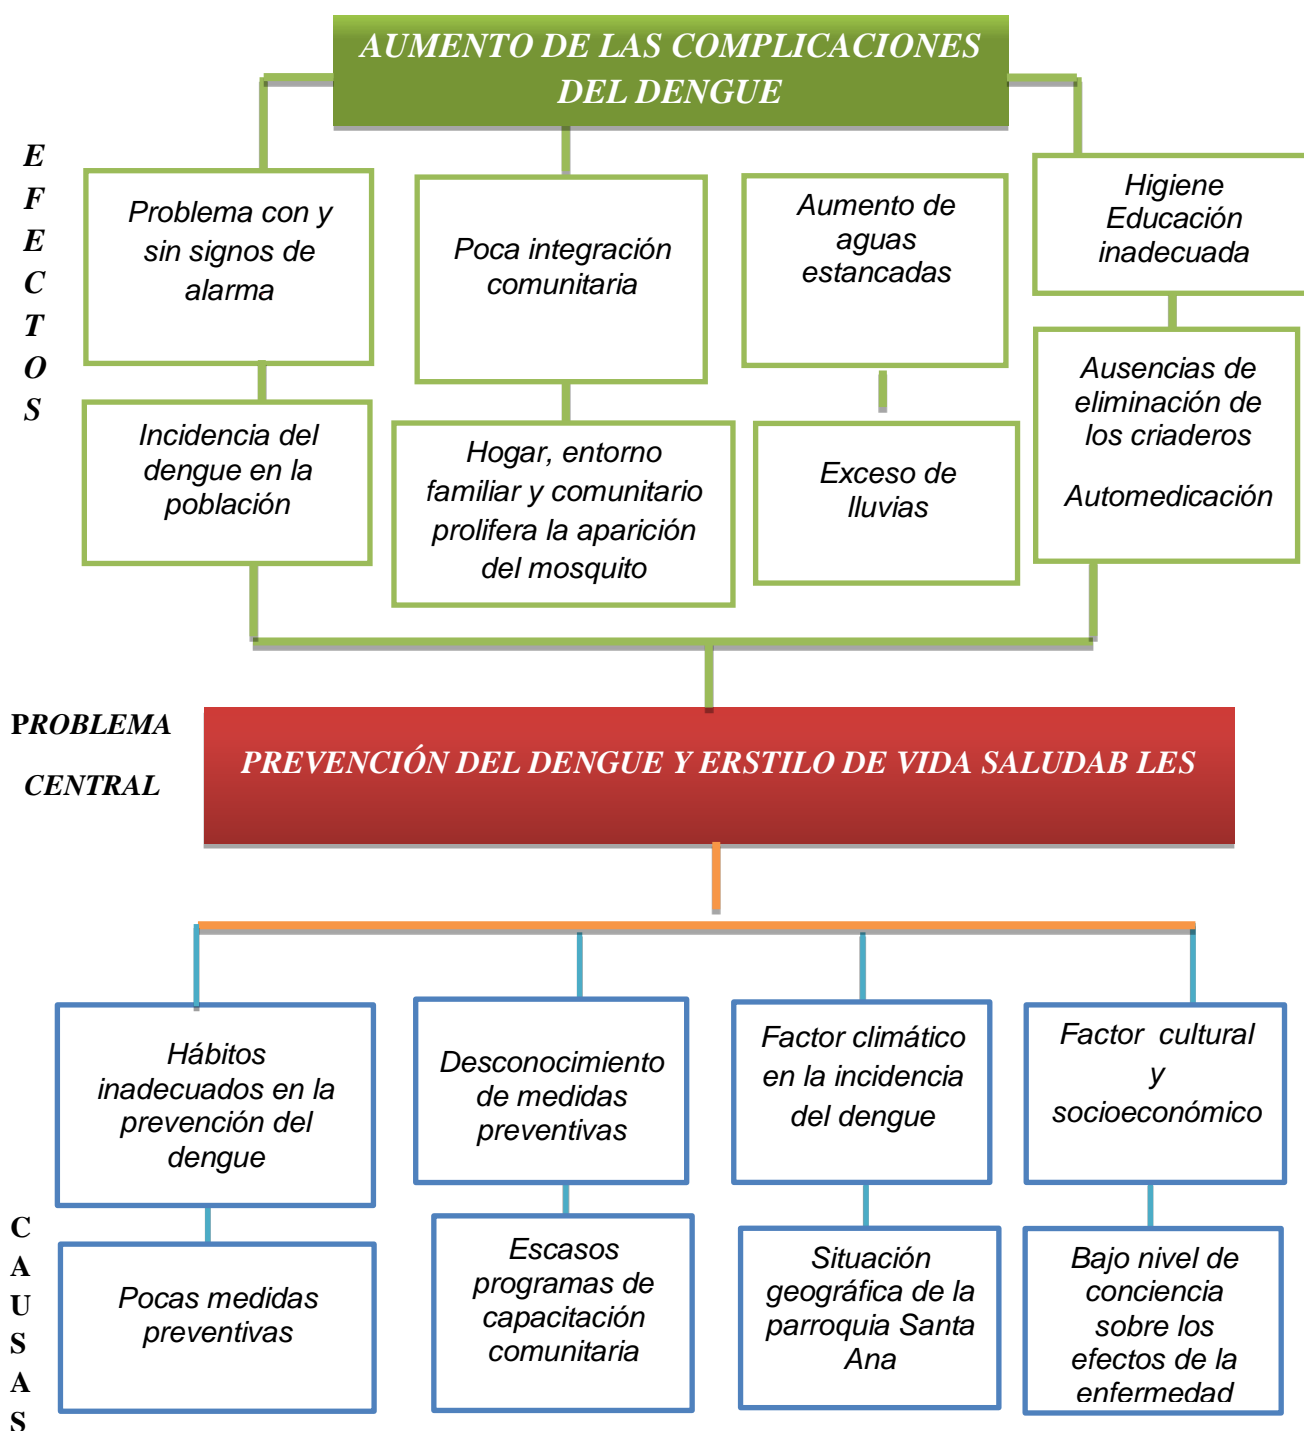 AUMENTO DE LAS COMPLICACIONES
DEL DENGUE
E
F
E
C
T
O
S
Problema con y
sin signos de
alarma
Poca integración
comunitaria
Aumento de
aguas
estancadas
Higiene
Educación
inadecuada
Incidencia del
dengue en la
población
Hogar, entorno
familiar y comunitario
prolifera la aparición
del mosquito
Exceso de
lluvias
Ausencias de
eliminación de
los criaderos
Automedicación
PROBLEMA
CENTRAL
PREVENCIÓN DEL DENGUE Y ERSTILO DE VIDA SALUDAB LES
Hábitos
inadecuados en la
prevención del
dengue
Desconocimiento
de medidas
preventivas
Factor climático
en la incidencia
del dengue
Factor cultural
y
socioeconómico
C
A
U
S
A
S
Pocas medidas
preventivas
Escasos
programas de
capacitación
comunitaria
Situación
geográfica de la
parroquia Santa
Ana
Bajo nivel de
conciencia
sobre los
efectos de la
enfermedad